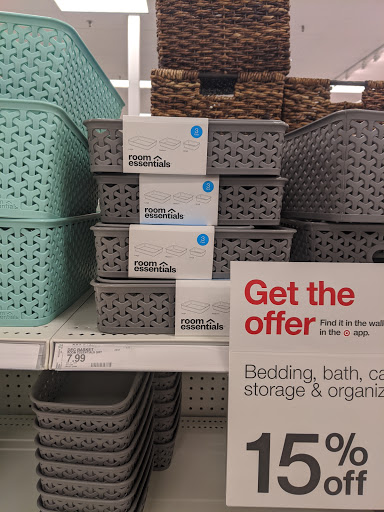 3
room
essentials
3
room
essentials
3
room
essentials
room
essentials
7.99
Get the
offer Find it in the wall
in the app.
Bedding, bath, ca
storage & organiz
15% off